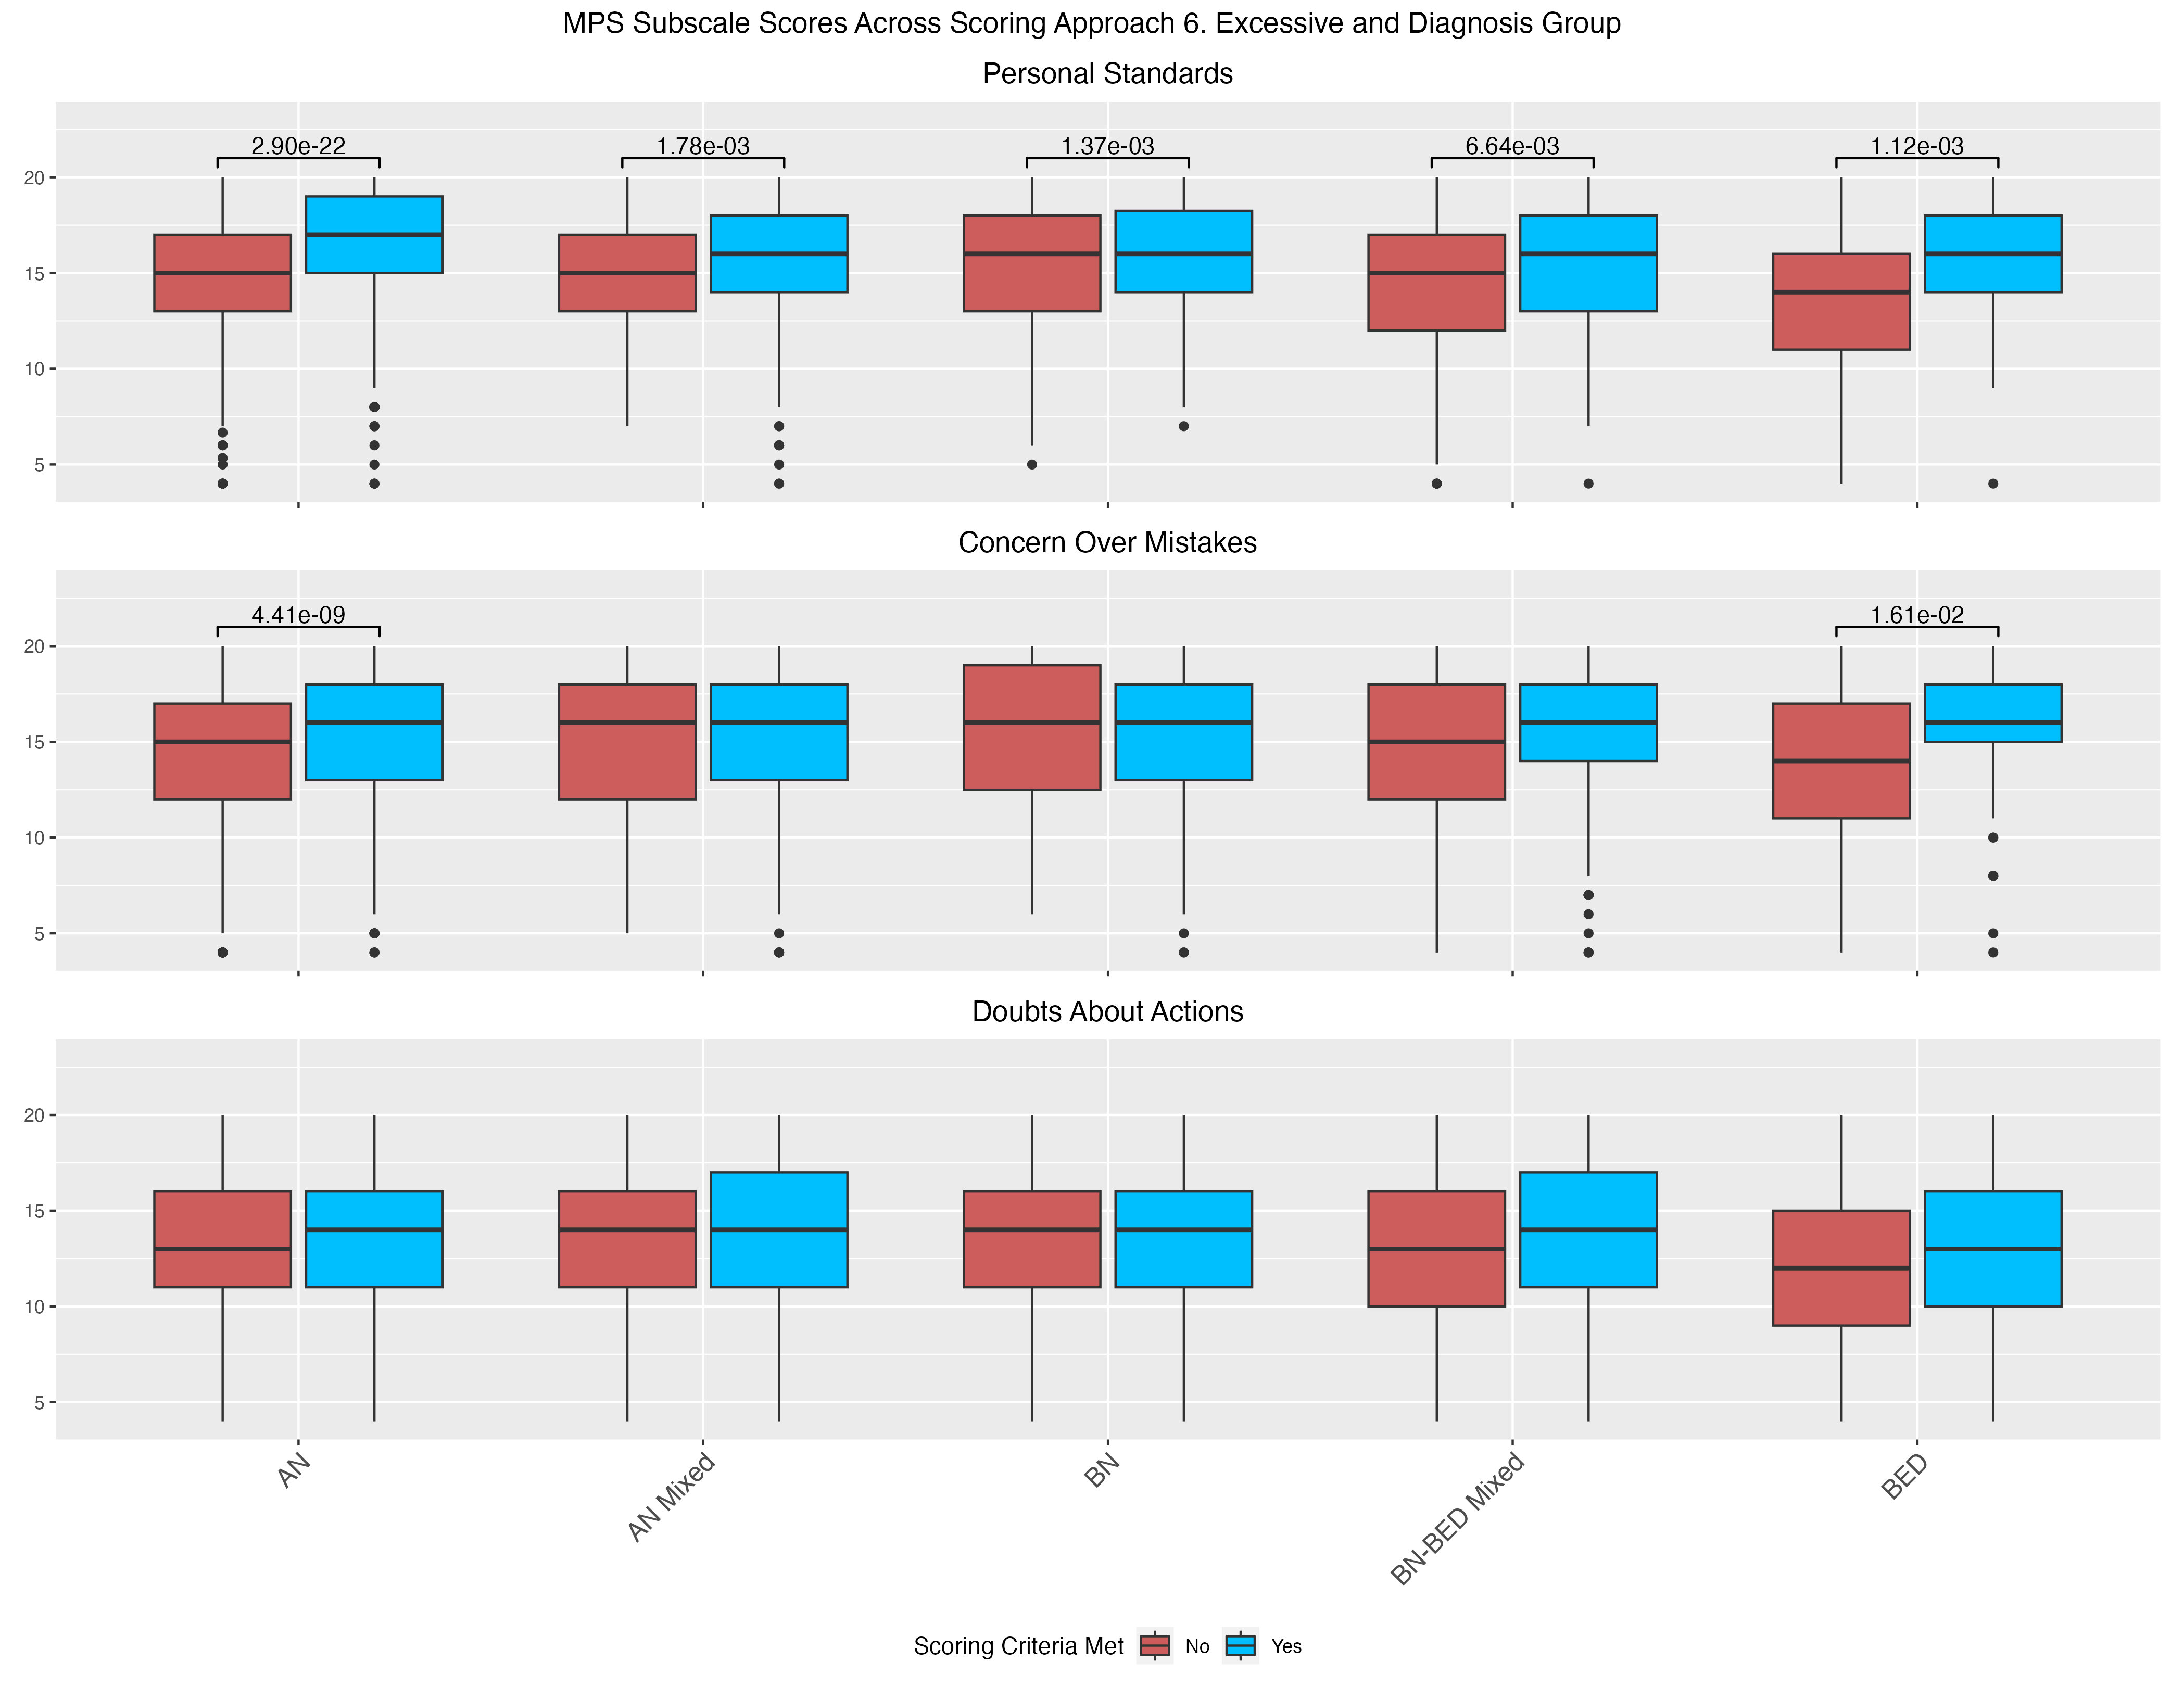 MPS Subscale Scores Across Scoring Approach 6. Excessive and Diagnosis Group
Personal Standards
2.90e-22 1.78e-03 1.37e-03 6.64e-03 1.12e-03
20
15
10
5
Concern Over Mistakes
4.41e-09 1.61e-02
20
15
10
5
Doubts About Actions
20
15
10
5
AN AN Mixed BN BN-BED Mixed BED
Scoring Criteria Met No Yes